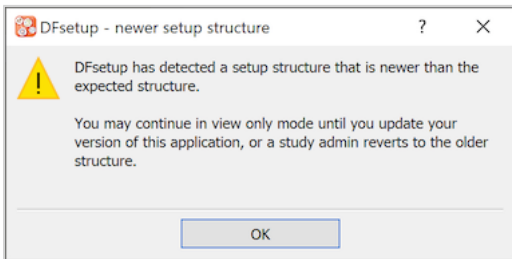 DFsetup - newer setup structure
DFsetup has detected a setup structure that is newer than the
expected structure.
You may continue in view only mode until you update your
version of this application, or a study admin reverts to the older
structure.
OK